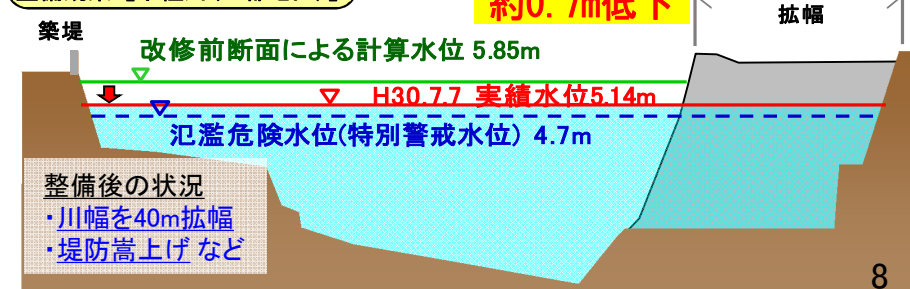 約0.7m低下
拡幅
築堤
改修前断面による計算水位 5.85m
H30.7.7 実績水位5.14m
氾濫危険水位(特別警戒水位) 4.7m
整備後の状況
・川幅を40m拡幅
・堤防嵩上げ など
8